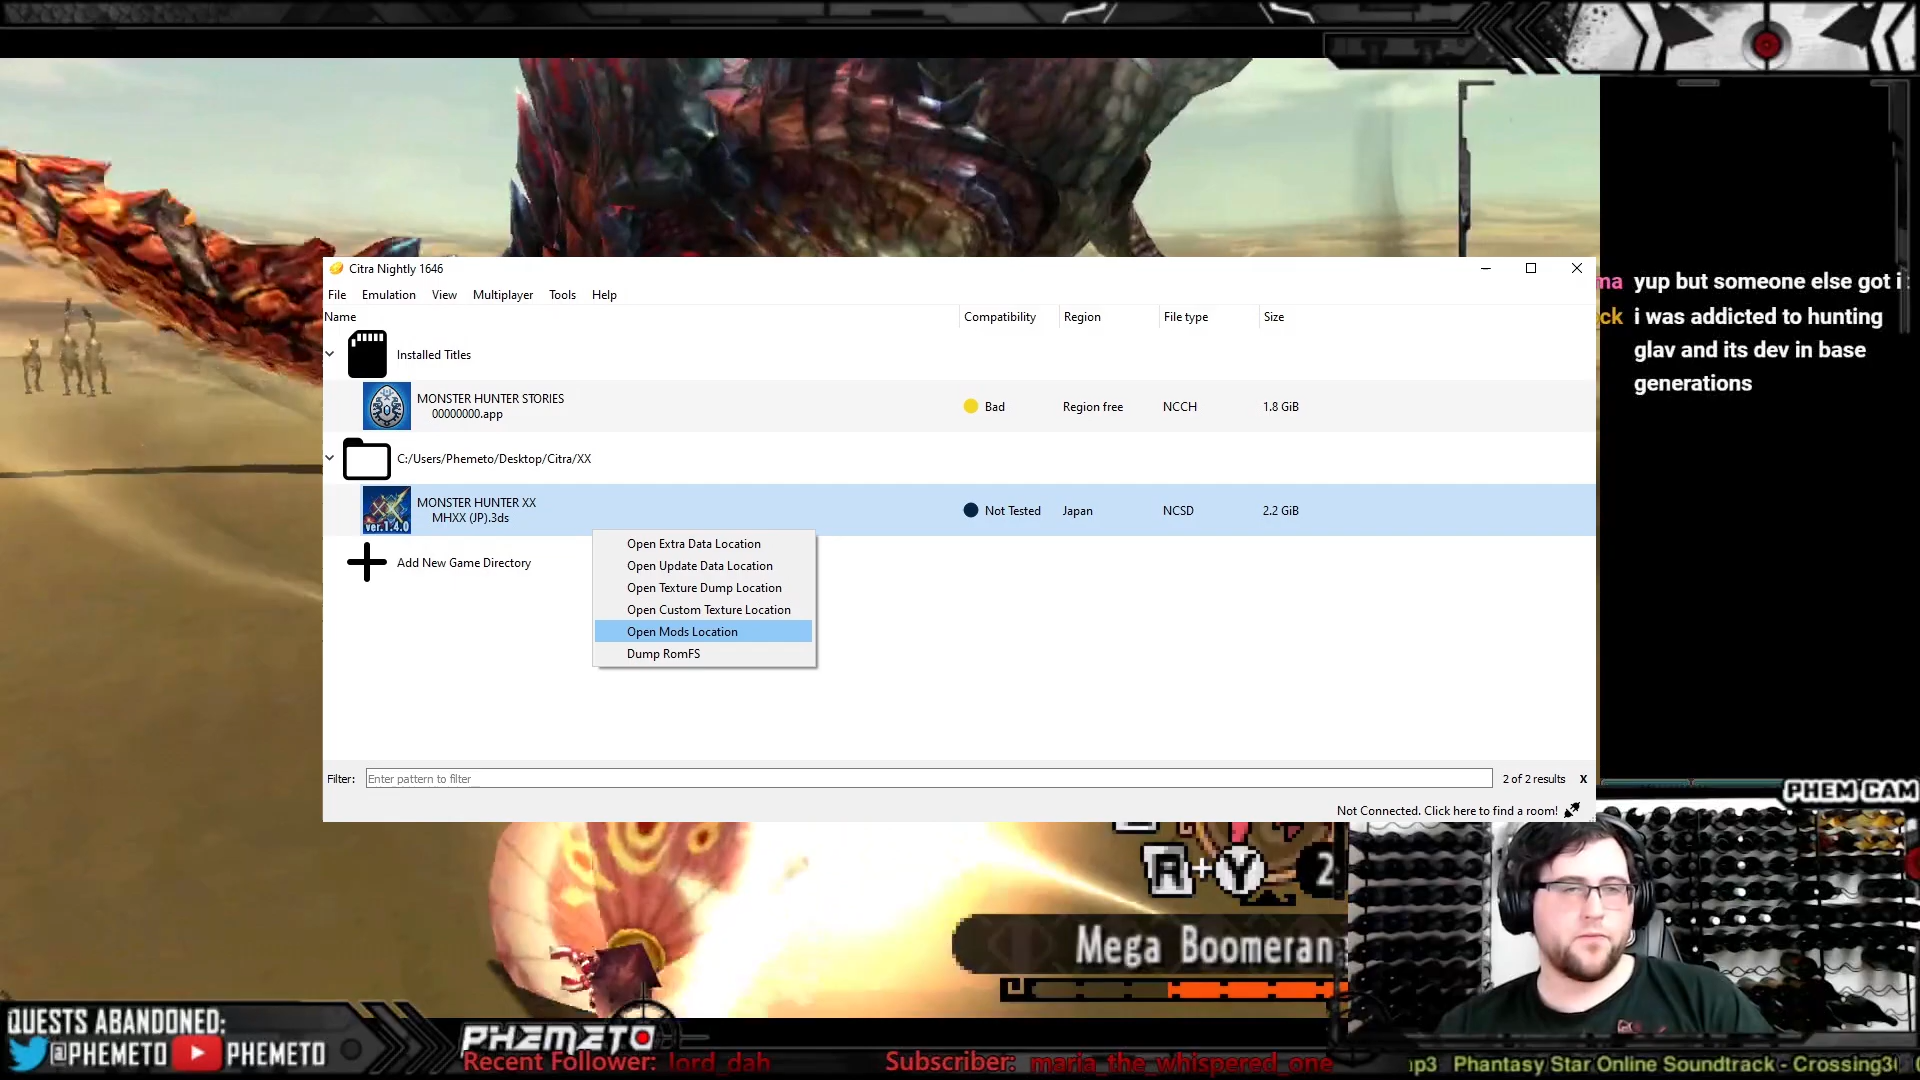 Citra Nightly 1646
File Emulation View Multiplayer Tools Help
Name Compatibility Region File type Size
Installed Titles
MONSTER HUNTER STORIES
00000000.app
Bad Region free NCCH 1.8 GiB
C:/Users/Phemeto/Desktop/Citra/XX
MONSTER HUNTER XX
MHXX (JP).3ds
ver.1.4.0
Not Tested Japan NCSD 2.2 GiB
Add New Game Directory
Open Extra Data Location
Open Update Data Location
Open Texture Dump Location
Open Custom Texture Location
Open Mods Location
Dump RomFS
Filter: Enter pattern to filter 2 of 2 results X
Not Connected. Click here to find a room!
ma yup but someone else got i
ck i was addicted to hunting
glav and its dev in base
generations
PHEM CAM
R+Y 2
Mega Boomeran
QUESTS ABANDONED:
@PHEMETO PHEMETO
PHEMETO
Recent Follower: lord_dah Subscriber: maria_the_whispered_one
p3 Phantasy Star Online Soundtrack - Crossing